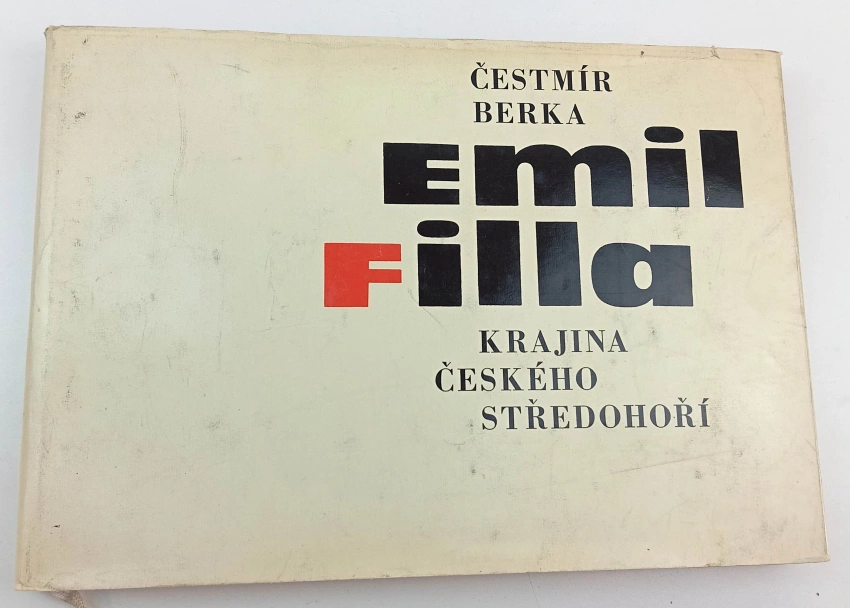 ČESTMÍR
BERKA
Emil
Filla
KRAJINA
ČESKÉHO
STŘEDOHOŘÍ